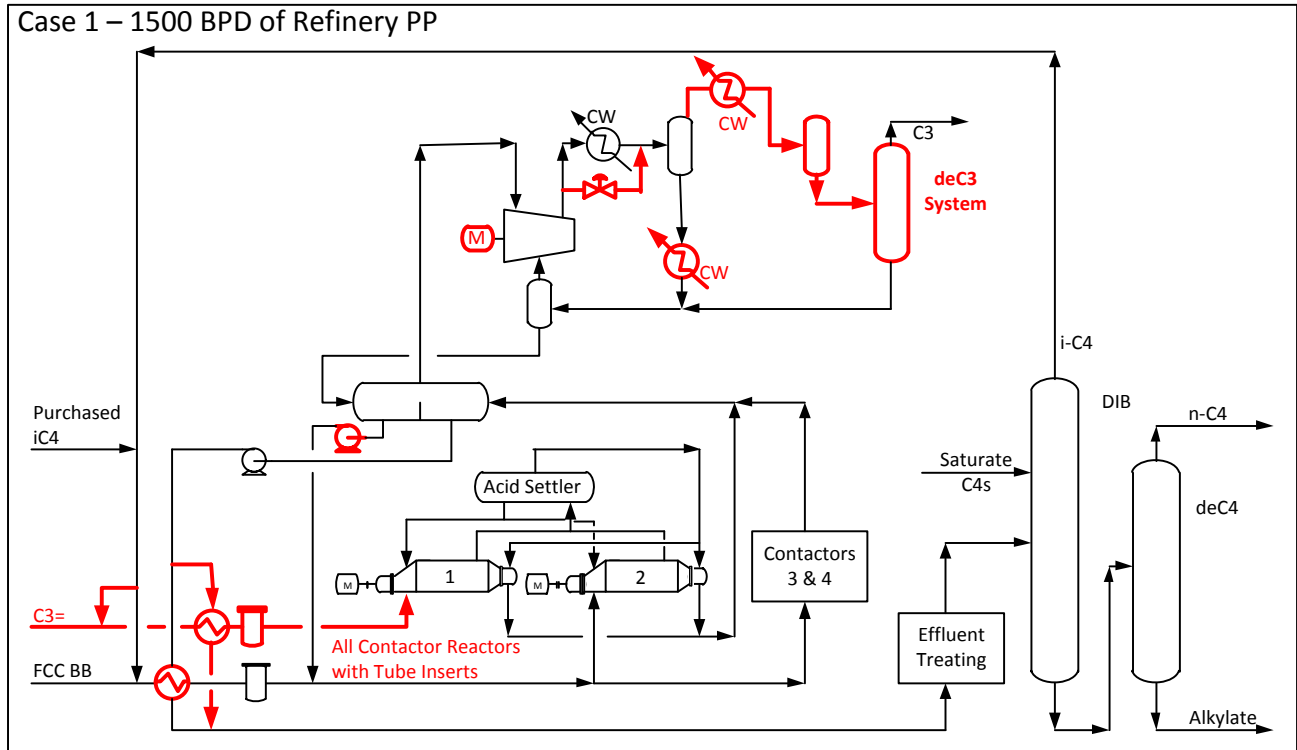 Case 1 – 1500 BPD of Refinery PP
CW
CW
C3
deC3
System
M
CW
i-C4
Purchased
iC4
DIB
n-C4
Saturate
C4s
Acid Settler
deC4
Contactors
3 & 4
M
1
M
2
C3=
All Contactor Reactors
with Tube Inserts
Effluent
Treating
FCC BB
Alkylate